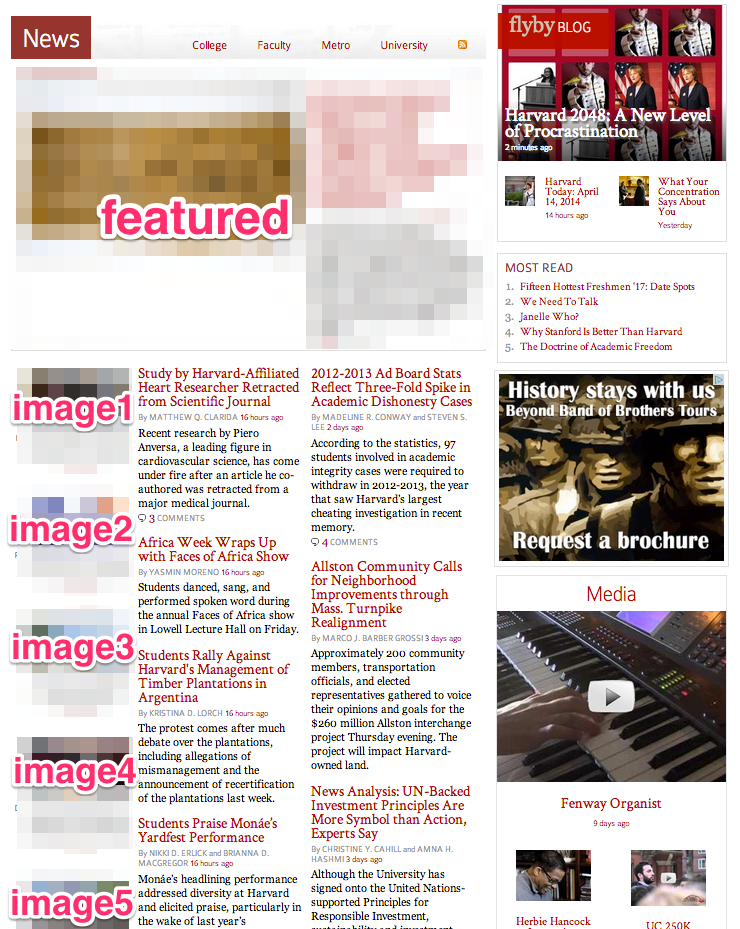 News
College
Faculty
Metro
University
featured
image1
image2
image3
image4
image5
Study by Harvard-Affiliated
Heart Researcher Retracted
from Scientific Journal
By MATTHEW Q. CLARIDA 16 hours ago
Recent research by Piero
Anversa, a leading figure in
cardiovascular science, has come
under fire after an article he co-
authored was retracted from a
major medical journal.
3 COMMENTS
Africa Week Wraps Up
with Faces of Africa Show
By YASMIN MORENO 16 hours ago
Students danced, sang, and
performed spoken word during
the annual Faces of Africa show
in Lowell Lecture Hall on Friday.
Students Rally Against
Harvard's Management of
Timber Plantations in
Argentina
By KRISTINA D. LORCH 16 hours ago
The protest comes after much
debate over the plantations,
including allegations of
mismanagement and the
announcement of recertification
of the plantations last week.
Students Praise Monáe's
Yardfest Performance
By NIKKI D. ERLICK and BRIANNA D.
MACGREGOR 16 hours ago
Monáe's headlining performance
addressed diversity at Harvard
and elicited praise, particularly in
the wake of last year's
2012-2013 Ad Board Stats
Reflect Three-Fold Spike in
Academic Dishonesty Cases
By MADELINE R. CONWAY and STEVEN S.
LEE 2 days ago
According to the statistics, 97
students involved in academic
integrity cases were required to
withdraw in 2012-2013, the year
that saw Harvard's largest
cheating investigation in recent
memory.
4 COMMENTS
Allston Community Calls
for Neighborhood
Improvements through
Mass. Turnpike
Realignment
By MARCO J. BARBER GROSSI 3 days ago
Approximately 200 community
members, transportation
officials, and elected
representatives gathered to voice
their opinions and goals for the
$260 million Allston interchange
project Thursday evening. The
project will impact Harvard-
owned land.
News Analysis: UN-Backed
Investment Principles Are
More Symbol than Action,
Experts Say
By CHRISTINE Y. CAHILL and AMNA H.
HASHMI 3 days ago
Although the University has
signed onto the United Nations-
supported Principles for
Responsible Investment,
flyby BLOG
Harvard 2048: A New Level
of Procrastination
2 minutes ago
Harvard
Today: April
14, 2014
14 hours ago
What Your
Concentration
Says About
You
Yesterday
MOST READ
1. Fifteen Hottest Freshmen '17: Date Spots
2. We Need To Talk
3. Janelle Who?
4. Why Stanford Is Better Than Harvard
5. The Doctrine of Academic Freedom
History stays with us
Beyond Band of Brothers Tours
Request a brochure
Media
Fenway Organist
9 days ago
Herbie Hancock
UC 250K